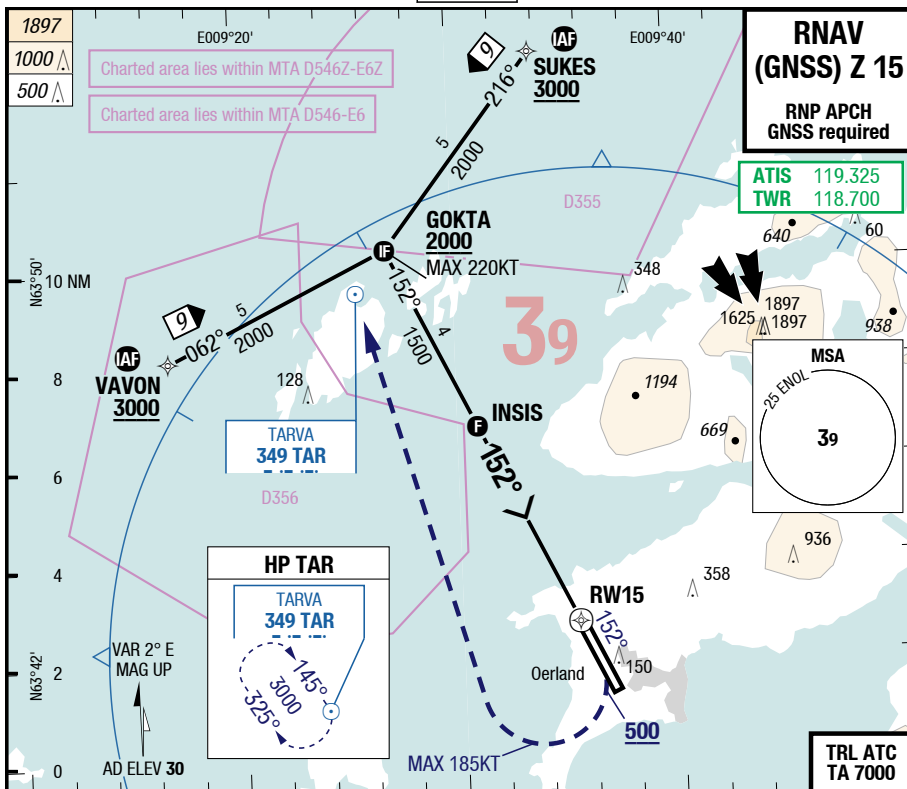 1897
1000
500
E009°20'
E009°40'
Charted area lies within MTA D546Z-E6Z
Charted area lies within MTA D546-E6
9
216°
IAF
SUKES
3000
RNAV
(GNSS) Z 15
RNP APCH
GNSS required
ATIS 119.325
TWR 118.700
5
2000
D355
GOKTA
2000
IF
MAX 220KT
640
60
N63°50'
10 NM
348
152°
4
1500
39
1625
1897
1897
938
9
062°
5
2000
IAF
VAVON
3000
8
128
1194
669
MSA
25 ENOL
39
INSIS
F
152°
TARVA
349 TAR
6
D356
936
358
4
HP TAR
TARVA
349 TAR
145°
3000
325°
RW15
152°
150
Oerland
500
N63°42'
2
VAR 2° E
MAG UP
MAX 185KT
AD ELEV 30
0
TRL ATC
TA 7000